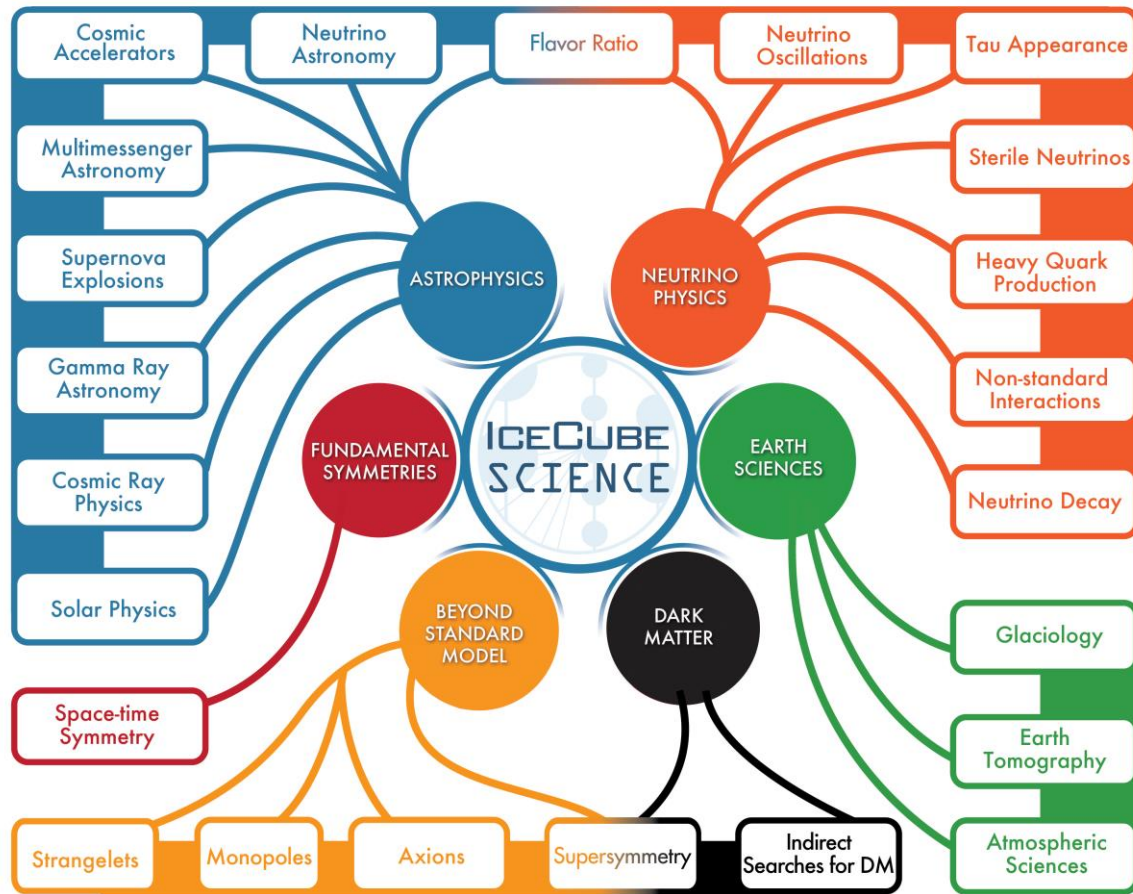 Cosmic
Accelerators
Neutrino
Astronomy
Flavor Ratio
Neutrino
Oscillations
Tau Appearance
Multimessenger
Astronomy
Sterile Neutrinos
Supernova
Explosions
ASTROPHYSICS
NEUTRINO
PHYSICS
Heavy Quark
Production
Gamma Ray
Astronomy
Non-standard
Interactions
FUNDAMENTAL
SYMMETRIES
ICECUBE
SCIENCE
EARTH
SCIENCES
Cosmic Ray
Physics
Neutrino Decay
Solar Physics
BEYOND
STANDARD
MODEL
DARK
MATTER
Glaciology
Space-time
Symmetry
Earth
Tomography
Strangelets
Monopoles
Axions
Supersymmetry
Indirect
Searches for DM
Atmospheric
Sciences